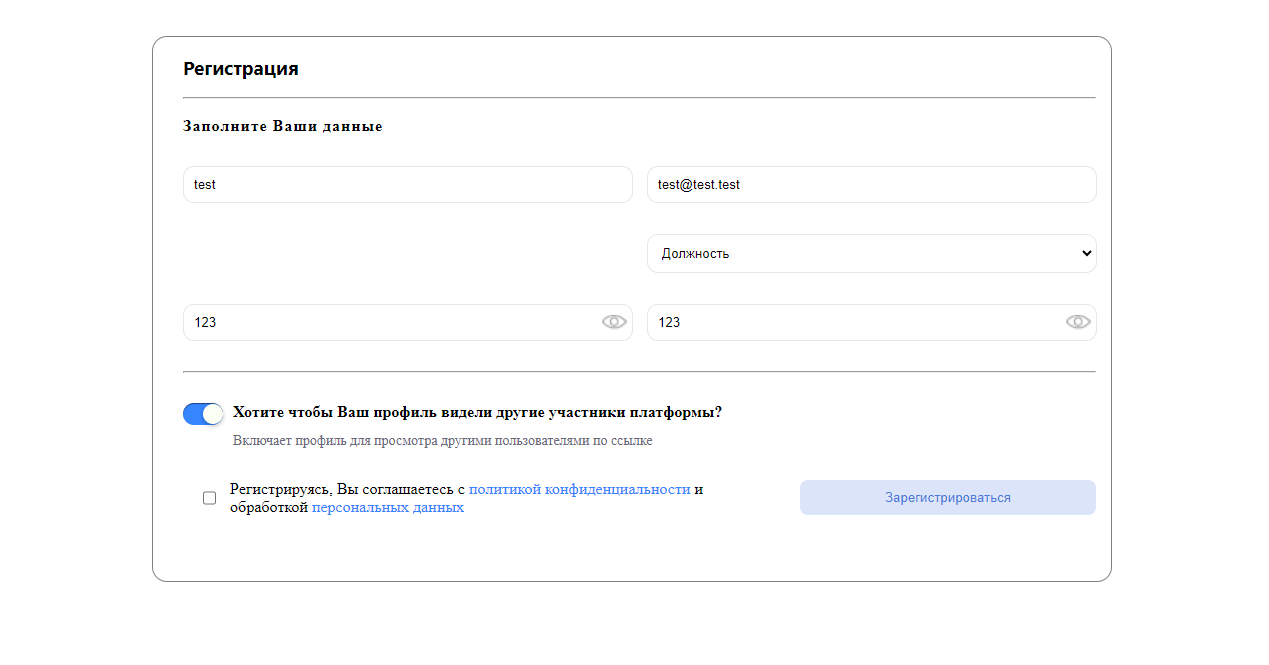 Регистрация
Заполните Ваши данные
test
test@test.test
Должность
123
123
Хотите чтобы Ваш профиль видели другие участники платформы?
Включает профиль для просмотра другими пользователями по ссылке
Регистрируясь, Вы соглашаетесь с политикой конфиденциальности и
обработкой персональных данных
Зарегистрироваться